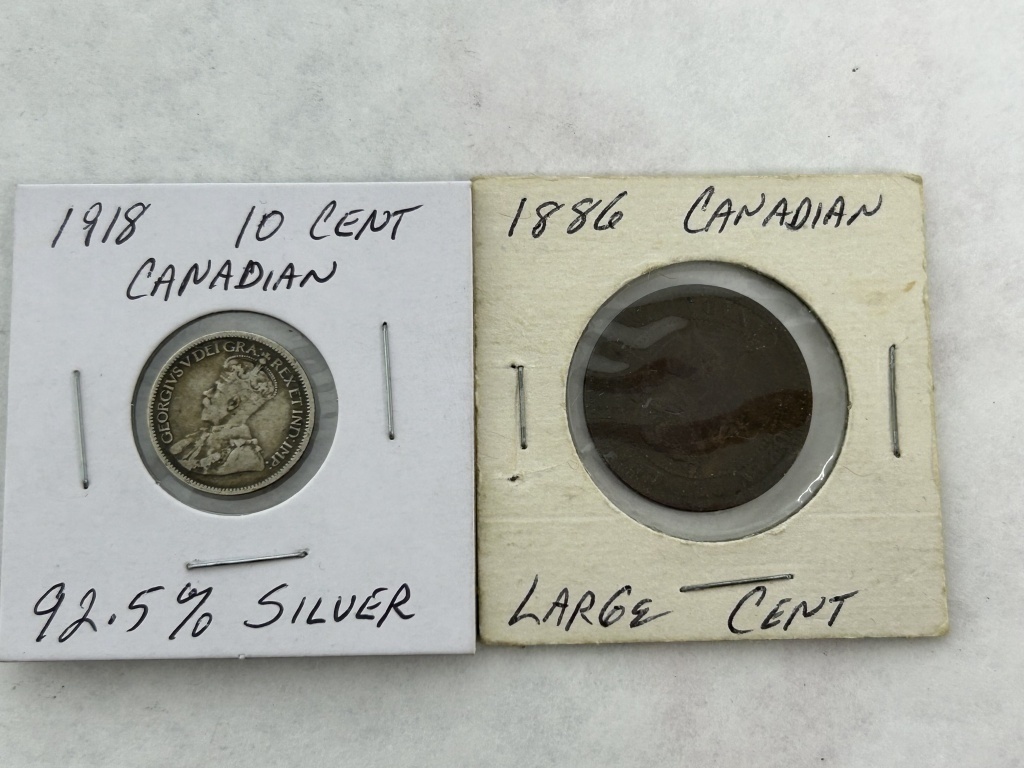 1918 10 CENT
CANADIAN
GEORGIVS V DEI GRA: REX ET IND: IMP:
92.5% SILVER
1886 CANADIAN
LARGE CENT